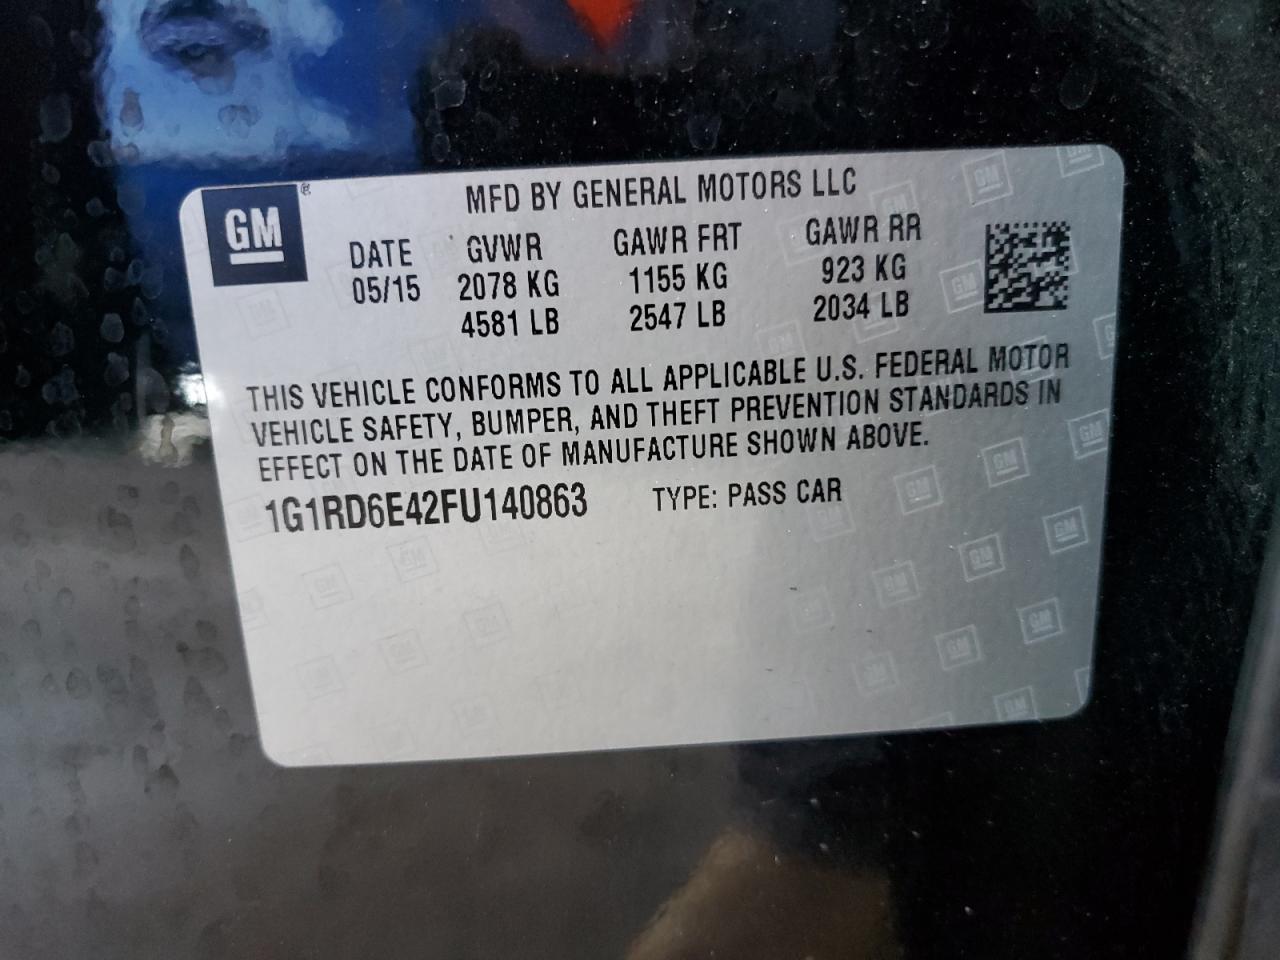 GM ®
MFD BY GENERAL MOTORS LLC
DATE GVWR GAWR FRT GAWR RR
05/15 2078 KG 1155 KG 923 KG
4581 LB 2547 LB 2034 LB
THIS VEHICLE CONFORMS TO ALL APPLICABLE U.S. FEDERAL MOTOR
VEHICLE SAFETY, BUMPER, AND THEFT PREVENTION STANDARDS IN
EFFECT ON THE DATE OF MANUFACTURE SHOWN ABOVE.
1G1RD6E42FU140863 TYPE: PASS CAR